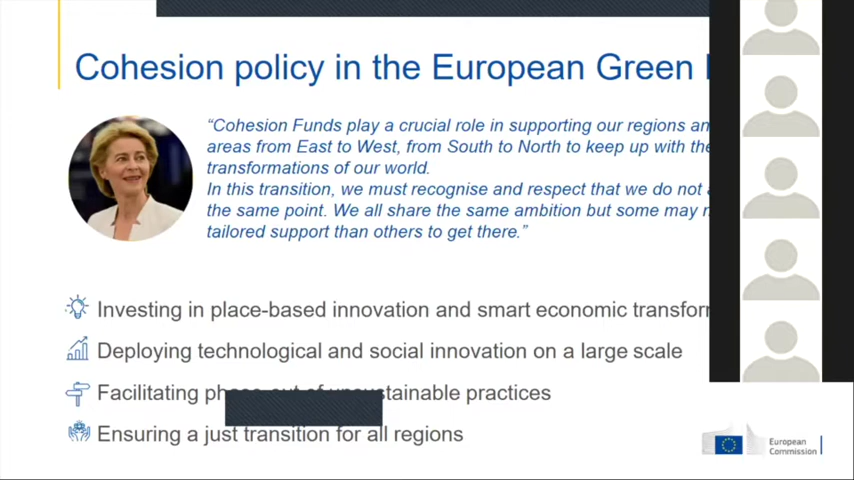 Cohesion policy in the European Green
“Cohesion Funds play a crucial role in supporting our regions
areas from East to West, from South to North to keep up with the
transformations of our world.
In this transition, we must recognise and respect that we do not
the same point. We all share the same ambition but some may
tailored support than others to get there.”
Investing in place-based innovation and smart economic
Deploying technological and social innovation on a large scale
Facilitating phase-out of unsustainable practices
Ensuring a just transition for all regions
European
Commission